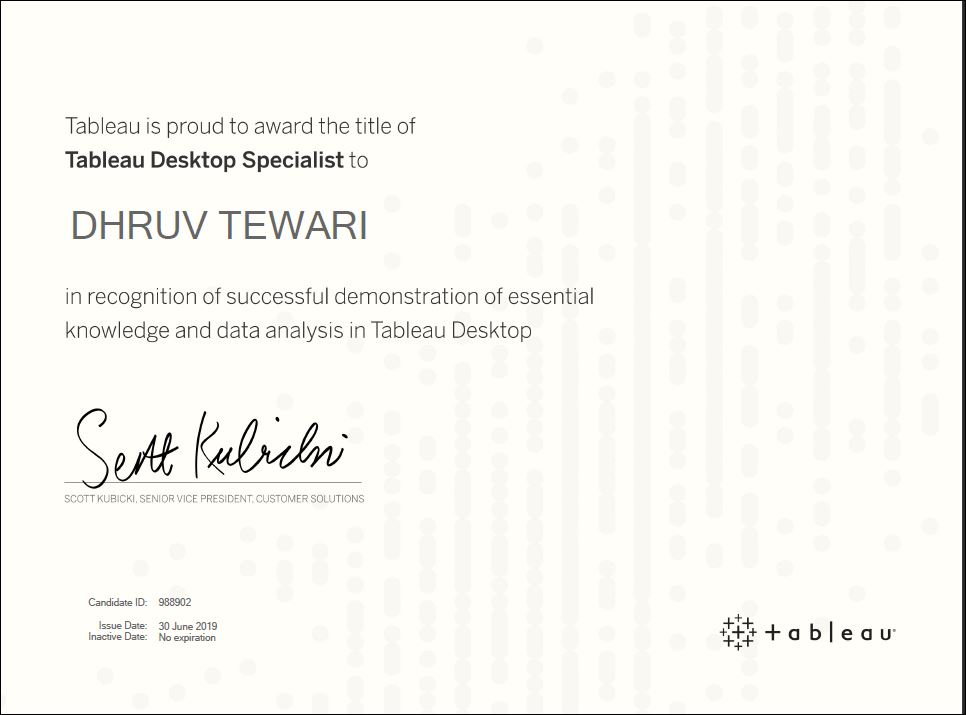 Tableau is proud to award the title of
Tableau Desktop Specialist to
DHRUV TEWARI
in recognition of successful demonstration of essential
knowledge and data analysis in Tableau Desktop
Scott Kubicki
SCOTT KUBICKI, SENIOR VICE PRESIDENT, CUSTOMER SOLUTIONS
Candidate ID: 988902
Issue Date: 30 June 2019
Inactive Date: No expiration
+ableau®